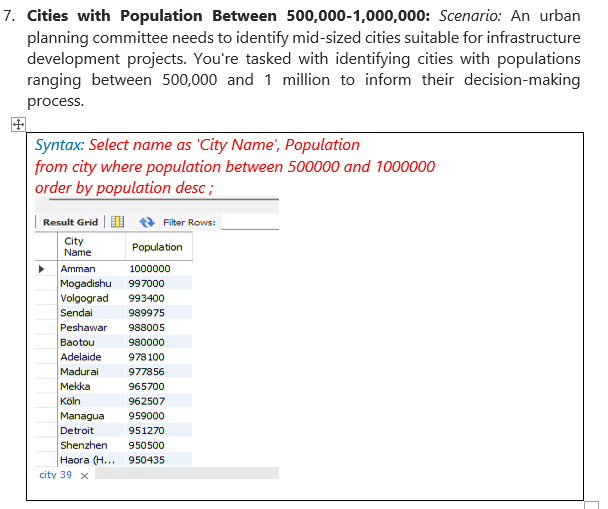 7. Cities with Population Between 500,000-1,000,000: Scenario: An urban
planning committee needs to identify mid-sized cities suitable for infrastructure
development projects. You're tasked with identifying cities with populations
ranging between 500,000 and 1 million to inform their decision-making
process.
Syntax: Select name as 'City Name', Population
from city where population between 500000 and 1000000
order by population desc ;
Result Grid Filter Rows:
City Name Population
Amman 1000000
Mogadishu 997000
Volgograd 993400
Sendai 989975
Peshawar 988005
Baotou 980000
Adelaide 978100
Madurai 977856
Mekka 965700
Köln 962507
Managua 959000
Detroit 951270
Shenzhen 950500
Haora (H... 950435
city 39 ×